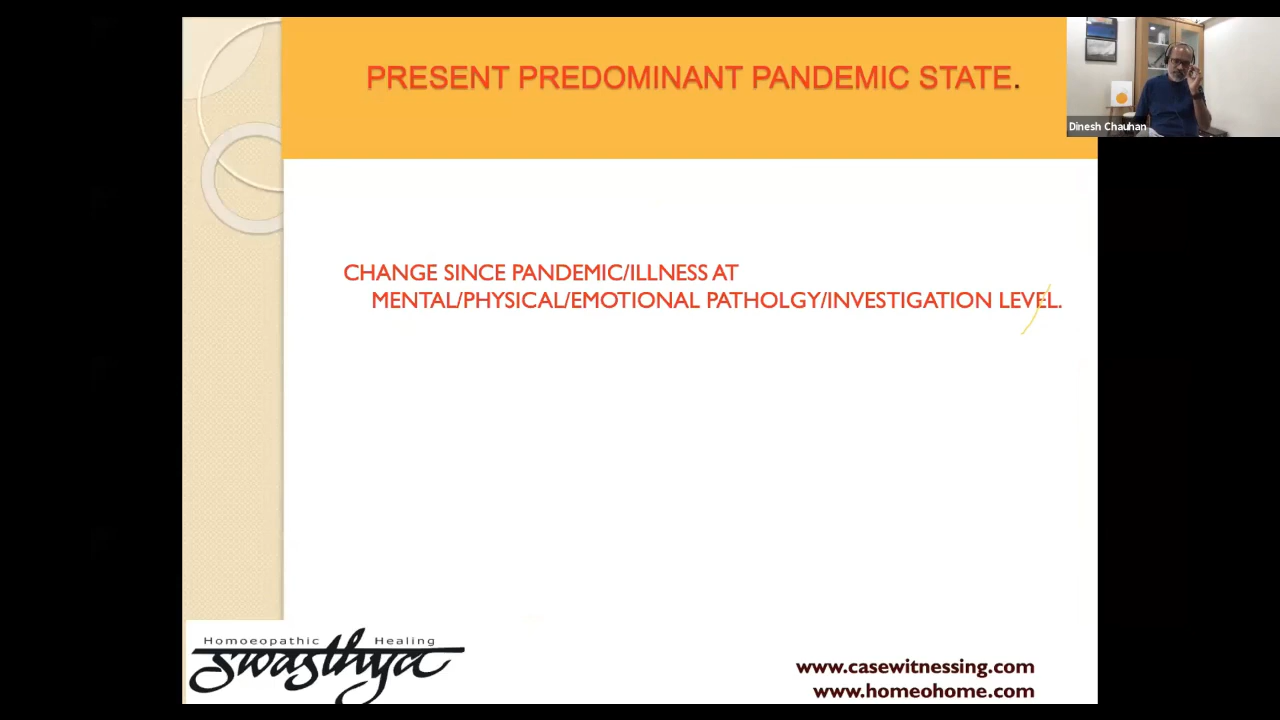 PRESENT PREDOMINANT PANDEMIC STATE.
Dinesh Chauhan
CHANGE SINCE PANDEMIC/ILLNESS AT
MENTAL/PHYSICAL/EMOTIONAL PATHOLGY/INVESTIGATION LEVEL.
Homoeopathic Healing
swasthya
www.casewitnessing.com
www.homeohome.com